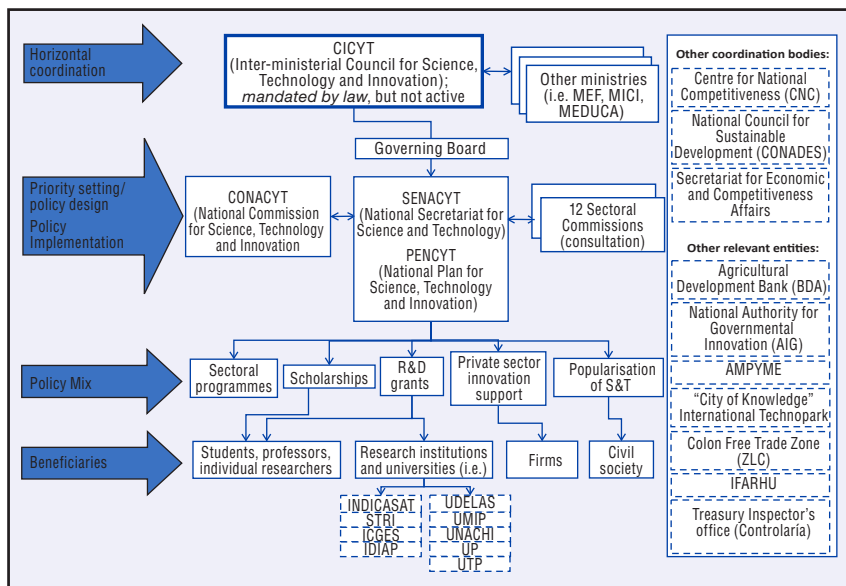 Horizontal
coordination
CICYT
(Inter-ministerial Council for Science,
Technology and Innovation);
mandated by law, but not active
Other ministries
(i.e. MEF, MICI,
MEDUCA)
Governing Board
Priority setting/
policy design
Policy
Implementation
CONACYT
(National Commission
for Science, Technology
and Innovation
SENACYT
(National Secretariat for
Science and Technology)
PENCYT
(National Plan for
Science, Technology
and Innovation)
12 Sectoral
Commissions
(consultation)
Policy Mix
Sectoral
programmes
Scholarships
R&D
grants
Private sector
innovation
support
Popularisation
of S&T
Beneficiaries
Students, professors,
individual researchers
Research institutions
and universities (i.e.)
Firms
Civil
society
INDICASAT
STRI
ICGES
IDIAP
UDELAS
UMIP
UNACHI
UP
UTP
Other coordination bodies:
Centre for National
Competitiveness (CNC)
National Council for
Sustainable
Development (CONADES)
Secretariat for Economic
and Competitiveness
Affairs
Other relevant entities:
Agricultural
Development Bank (BDA)
National Authority for
Governmental
Innovation (AIG)
AMPYME
“City of Knowledge”
International Technopark
Colon Free Trade Zone
(ZLC)
IFARHU
Treasury Inspector’s
office (Controlaría)